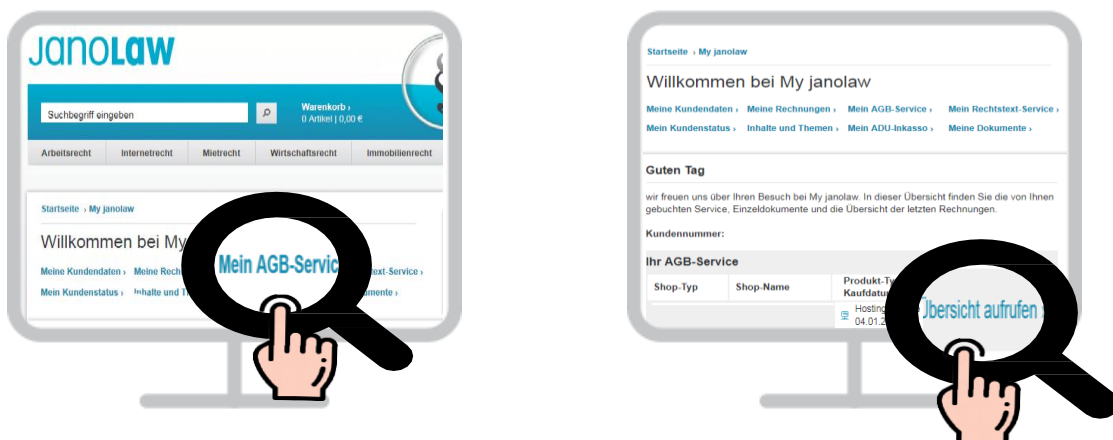 Janolaw
Suchbegriff eingeben
Warenkorb ›
0 Artikel | 0,00 €
Arbeitsrecht Internetrecht Mietrecht Wirtschaftsrecht Immobilienrecht
Startseite › My janolaw
Willkommen bei My
Meine Kundendaten › Meine Rech
Mein AGB-Servic
text-Service ›
Mein Kundenstatus › Inhalte und T
umente ›
Startseite › My janolaw
Willkommen bei My janolaw
Meine Kundendaten › Meine Rechnungen › Mein AGB-Service › Mein Rechtstext-Service ›
Mein Kundenstatus › Inhalte und Themen › Mein ADU-Inkasso › Meine Dokumente ›
Guten Tag
wir freuen uns über Ihren Besuch bei My janolaw. In dieser Übersicht finden Sie die von Ihnen
gebuchten Service, Einzeldokumente und die Übersicht der letzten Rechnungen.
Kundennummer:
Ihr AGB-Service
Shop-Typ Shop-Name Produkt-Ty
Kaufdatu
Hosting
04.01.2
Übersicht aufrufen ›